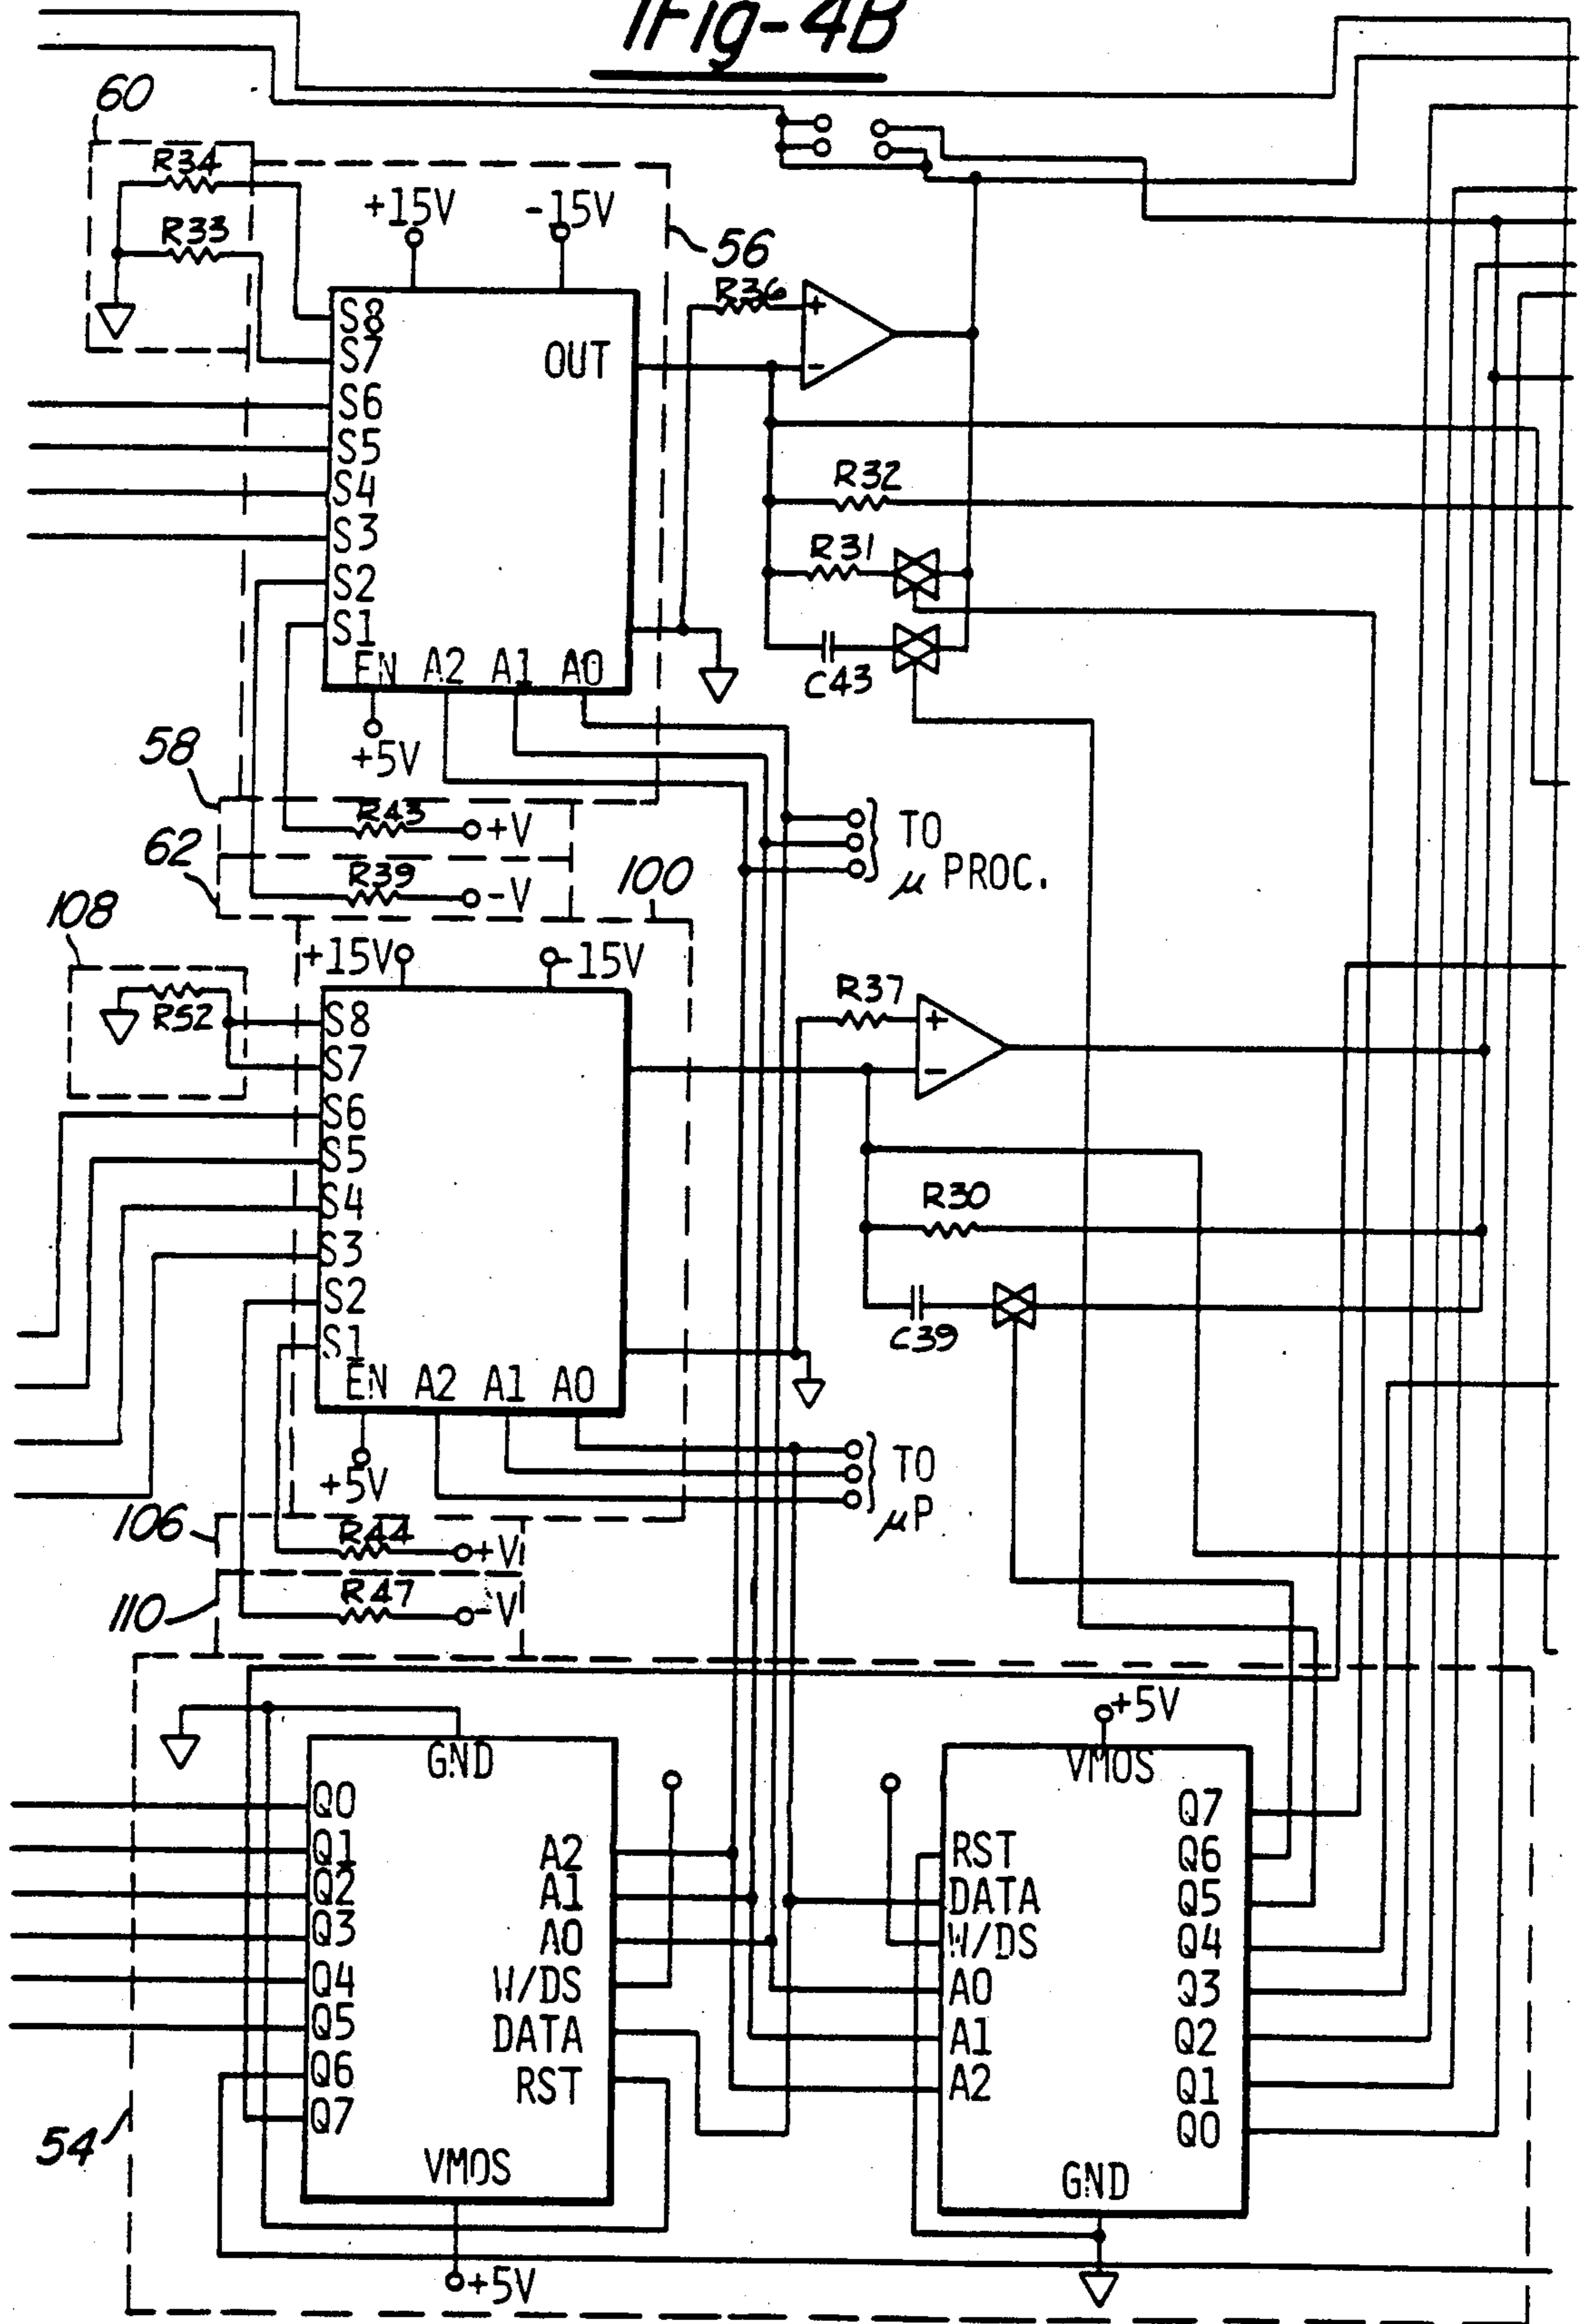 Fig-4B
60
R34
R33
+15V
-15V
56
R36
+
-
S8
S7
S6
S5
S4
S3
S2
S1
OUT
EN A2 A1 A0
+5V
R32
R31
C43
58
R43
+V
62
R39
-V
TO
μ PROC.
100
108
R52
+15V
-15V
S8
S7
S6
S5
S4
S3
S2
S1
EN A2 A1 A0
+5V
R37
+
-
R30
C39
TO
μP
106
R44
+V
110
R47
-V
54
GND
Q0
Q1
Q2
Q3
Q4
Q5
Q6
Q7
A2
A1
A0
W/DS
DATA
RST
VMOS
+5V
+5V
VMOS
RST
DATA
W/DS
A0
A1
A2
Q7
Q6
Q5
Q4
Q3
Q2
Q1
Q0
GND